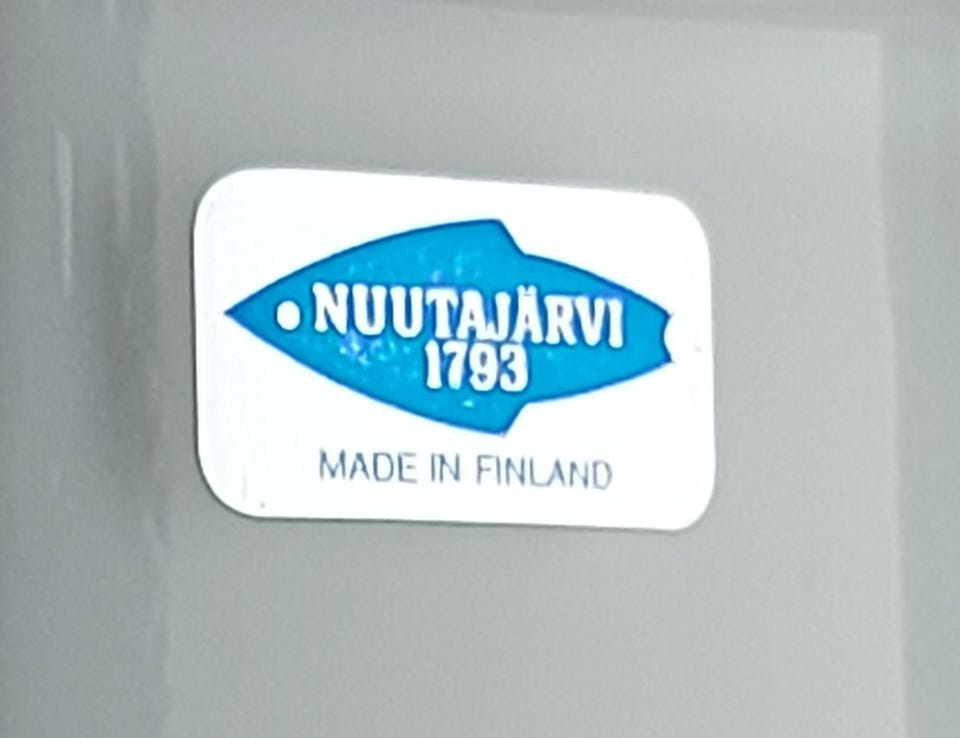 NUUTAJÄRVI
1793
MADE IN FINLAND